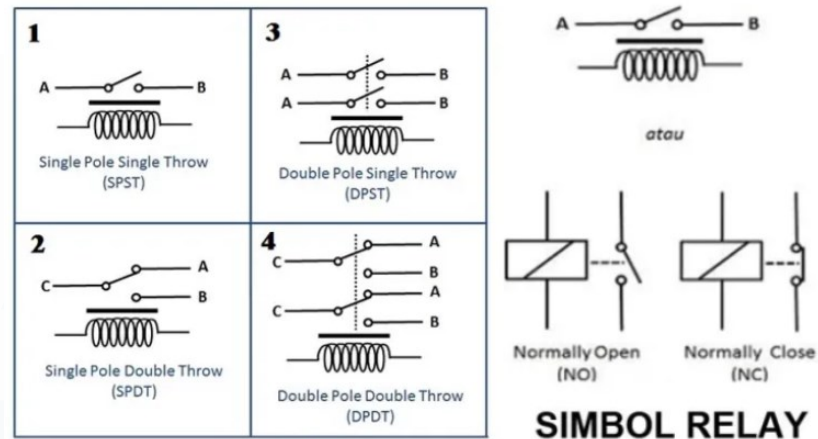 1
A
B
Single Pole Single Throw
(SPST)
3
A
B
A
B
Double Pole Single Throw
(DPST)
2
C
A
B
Single Pole Double Throw
(SPDT)
4
C
A
B
C
A
B
Double Pole Double Throw
(DPDT)
A
B
atau
Normally Open
(NO)
Normally Close
(NC)
SIMBOL RELAY